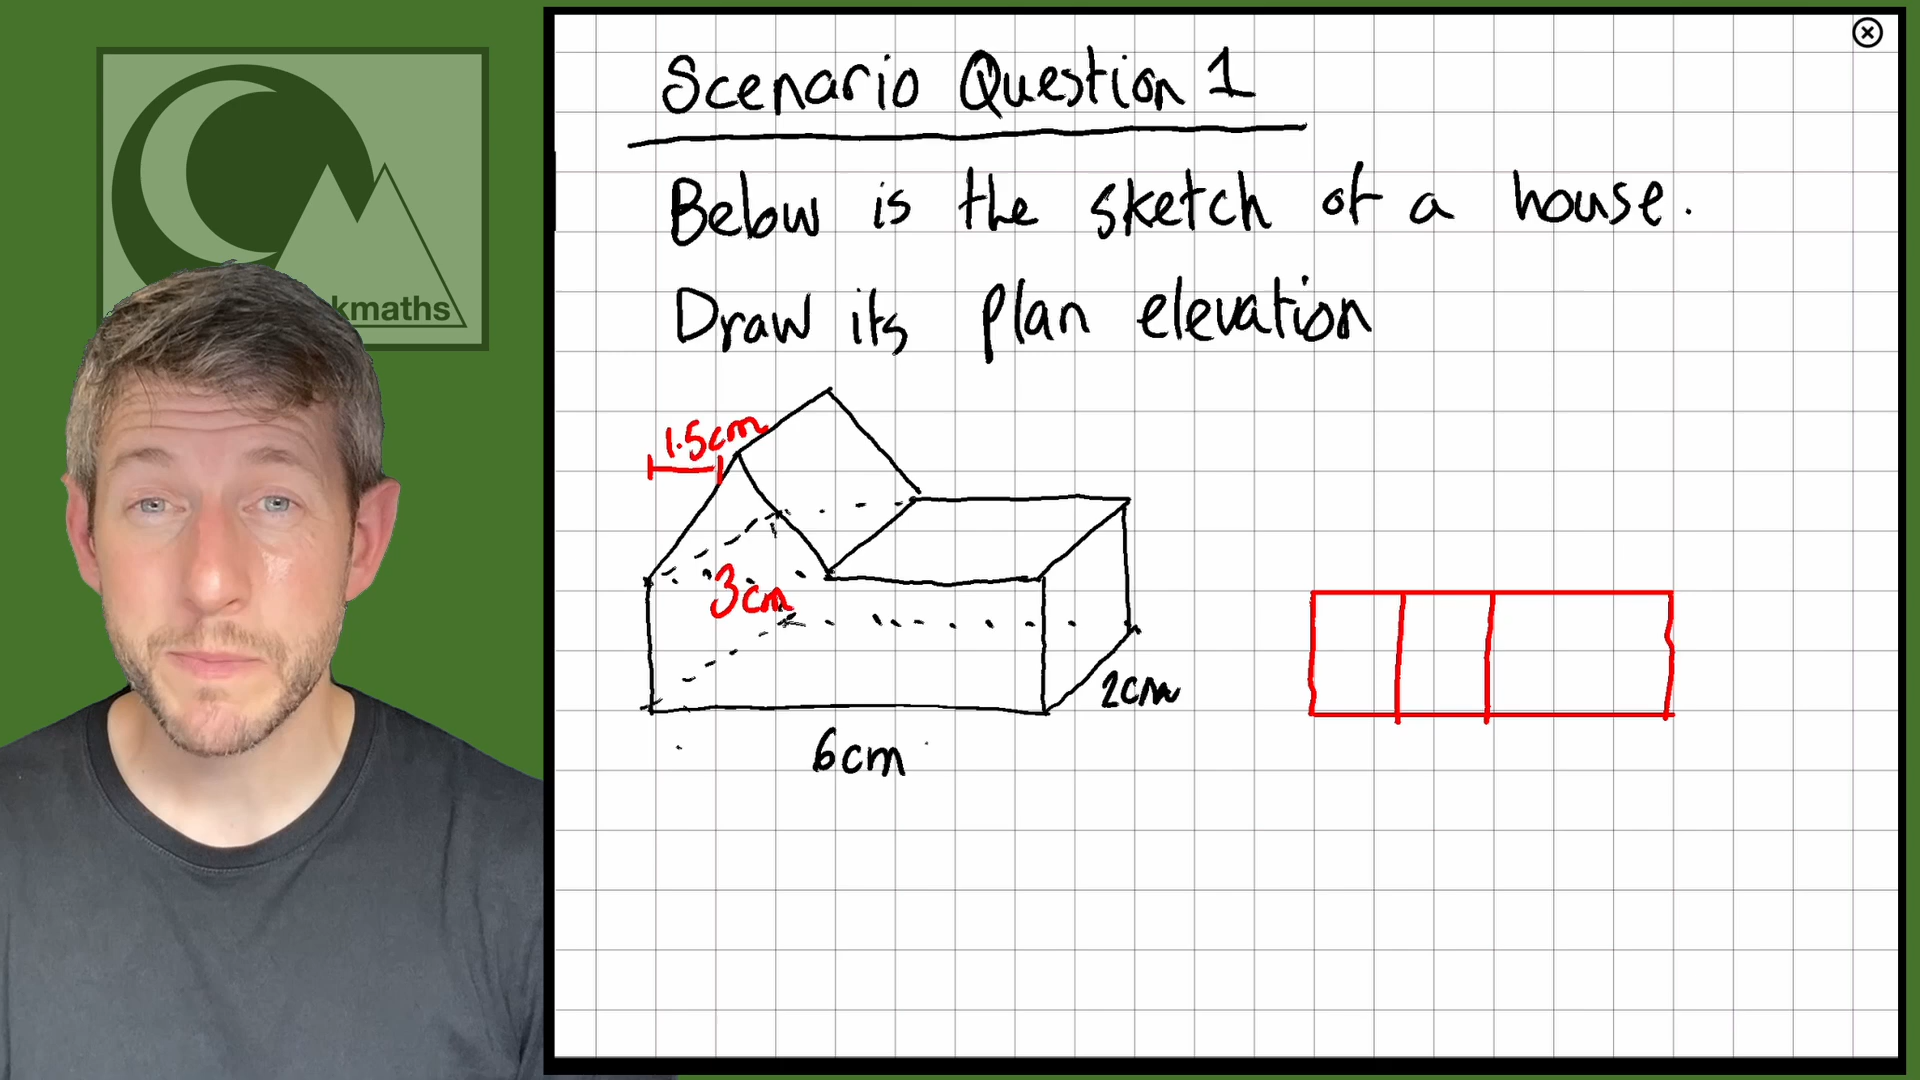 Scenario Question 1
Below is the sketch of a house.
Draw its plan elevation
kmaths
1.5cm
3cm
2cm
6cm